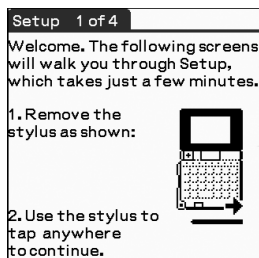 Setup 1 of 4
Welcome. The following screens
will walk you through Setup,
which takes just a few minutes.
1. Remove the
stylus as shown:
2. Use the stylus to
tap anywhere
to continue.